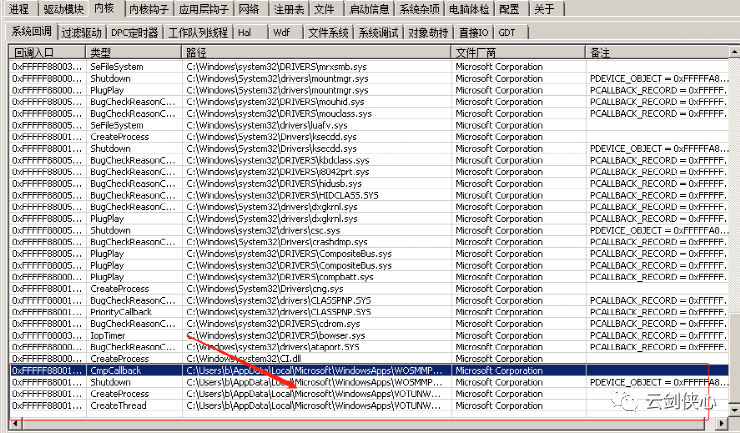 进程 驱动模块 内核 内核钩子 应用层钩子 网络 注册表 文件 启动信息 系统杂项 电脑体检 配置 关于
系统回调 过滤驱动 DPC定时器 工作队列线程 Hal Wdf 文件系统 系统调试 对象劫持 直接IO GDT
回调入口 类型 路径 文件厂商 备注
0xFFFFF88003... SeFileSystem C:\Windows\system32\DRIVERS\mrxsmb.sys Microsoft Corporation
0xFFFFF88000... Shutdown C:\Windows\System32\drivers\mountmgr.sys Microsoft Corporation PDEVICE_OBJECT = 0xFFFFFA8...
0xFFFFF88000... PlugPlay C:\Windows\System32\drivers\mountmgr.sys Microsoft Corporation PCALLBACK_RECORD = 0xFFFFF...
0xFFFFF88005... BugCheckReasonC... C:\Windows\system32\DRIVERS\mouhid.sys Microsoft Corporation PCALLBACK_RECORD = 0xFFFFF...
0xFFFFF88005... BugCheckReasonC... C:\Windows\system32\DRIVERS\mouclass.sys Microsoft Corporation PCALLBACK_RECORD = 0xFFFFF...
0xFFFFF88005... SeFileSystem C:\Windows\system32\drivers\luafv.sys Microsoft Corporation
0xFFFFF88001... CreateProcess C:\Windows\System32\Drivers\ksecdd.sys Microsoft Corporation
0xFFFFF88001... Shutdown C:\Windows\System32\Drivers\ksecdd.sys Microsoft Corporation PDEVICE_OBJECT = 0xFFFFFA8...
0xFFFFF88005... BugCheckReasonC... C:\Windows\system32\DRIVERS\kbdclass.sys Microsoft Corporation PCALLBACK_RECORD = 0xFFFFF...
0xFFFFF88005... BugCheckReasonC... C:\Windows\system32\DRIVERS\i8042prt.sys Microsoft Corporation PCALLBACK_RECORD = 0xFFFFF...
0xFFFFF88005... BugCheckReasonC... C:\Windows\system32\DRIVERS\hidusb.sys Microsoft Corporation PCALLBACK_RECORD = 0xFFFFF...
0xFFFFF88005... BugCheckReasonC... C:\Windows\system32\DRIVERS\HIDCLASS.SYS Microsoft Corporation PCALLBACK_RECORD = 0xFFFFF...
0xFFFFF88005... BugCheckReasonC... C:\Windows\System32\drivers\dxgkrnl.sys Microsoft Corporation PCALLBACK_RECORD = 0xFFFFF...
0xFFFFF88005... PlugPlay C:\Windows\System32\drivers\dxgkrnl.sys Microsoft Corporation PCALLBACK_RECORD = 0xFFFFF...
0xFFFFF88005... Shutdown C:\Windows\system32\drivers\csc.sys Microsoft Corporation PDEVICE_OBJECT = 0xFFFFFA8...
0xFFFFF88005... BugCheckReasonC... C:\Windows\System32\Drivers\crashdmp.sys Microsoft Corporation PCALLBACK_RECORD = 0xFFFFF...
0xFFFFF88005... PlugPlay C:\Windows\system32\DRIVERS\CompositeBus.sys Microsoft Corporation PCALLBACK_RECORD = 0xFFFFF...
0xFFFFF88005... PlugPlay C:\Windows\system32\DRIVERS\CompositeBus.sys Microsoft Corporation PCALLBACK_RECORD = 0xFFFFF...
0xFFFFF88000... PlugPlay C:\Windows\system32\DRIVERS\compbatt.sys Microsoft Corporation PCALLBACK_RECORD = 0xFFFFF...
0xFFFFF88001... CreateProcess C:\Windows\System32\Drivers\cng.sys Microsoft Corporation
0xFFFFF88001... BugCheckReasonC... C:\Windows\system32\drivers\CLASSPNP.SYS Microsoft Corporation PCALLBACK_RECORD = 0xFFFFF...
0xFFFFF88001... PriorityCallback C:\Windows\system32\drivers\CLASSPNP.SYS Microsoft Corporation PCALLBACK_RECORD = 0xFFFFF...
0xFFFFF88001... BugCheckReasonC... C:\Windows\system32\DRIVERS\cdrom.sys Microsoft Corporation PCALLBACK_RECORD = 0xFFFFF...
0xFFFFF88003... IopTimer C:\Windows\system32\DRIVERS\bowser.sys Microsoft Corporation PCALLBACK_RECORD = 0xFFFFF...
0xFFFFF88000... BugCheckReasonC... C:\Windows\system32\drivers\ataport.SYS Microsoft Corporation PCALLBACK_RECORD = 0xFFFFF...
0xFFFFF88000... CreateProcess C:\Windows\system32\CI.dll Microsoft Corporation
0xFFFFF88001... CmpCallback C:\Users\b\AppData\Local\Microsoft\WindowsApps\WOSMMP... Microsoft Corporation
0xFFFFF88001... Shutdown C:\Users\b\AppData\Local\Microsoft\WindowsApps\WOSMMP... Microsoft Corporation PDEVICE_OBJECT = 0xFFFFFA8...
0xFFFFF88001... CreateProcess C:\Users\b\AppData\Local\Microsoft\WindowsApps\VOTUNW... Microsoft Corporation
0xFFFFF88001... CreateThread C:\Users\b\AppData\Local\Microsoft\WindowsApps\VOTUNW... Microsoft Corporation
云剑侠心